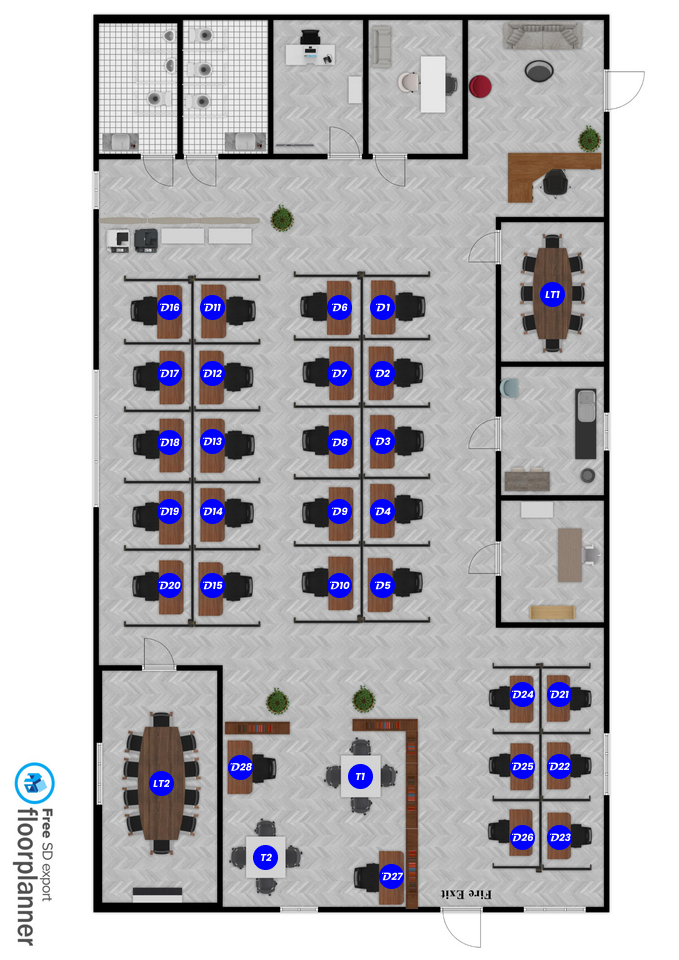 LT1
D16 D11 D6 D1
D17 D12 D7 D2
D18 D13 D8 D3
D19 D14 D9 D4
D20 D15 D10 D5
D24 D21
D28 T1 D25 D22
LT2
T2 D26 D23
D27
Fire Exit
Free SD export
floorplanner